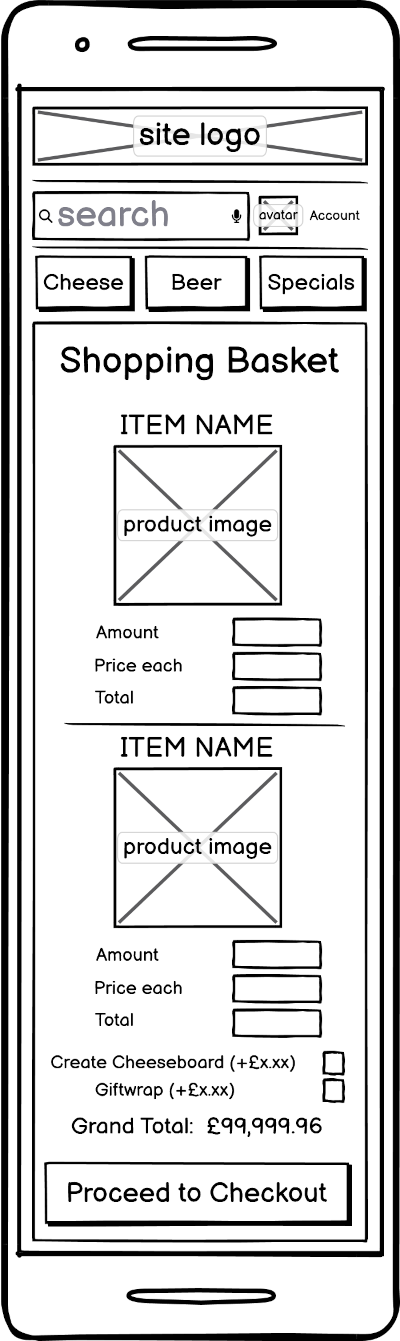 site logo
search
avatar
Account
Cheese
Beer
Specials
Shopping Basket
ITEM NAME
product image
Amount
Price each
Total
ITEM NAME
product image
Amount
Price each
Total
Create Cheeseboard (+£x.xx)
Giftwrap (+£x.xx)
Grand Total: £99,999.96
Proceed to Checkout